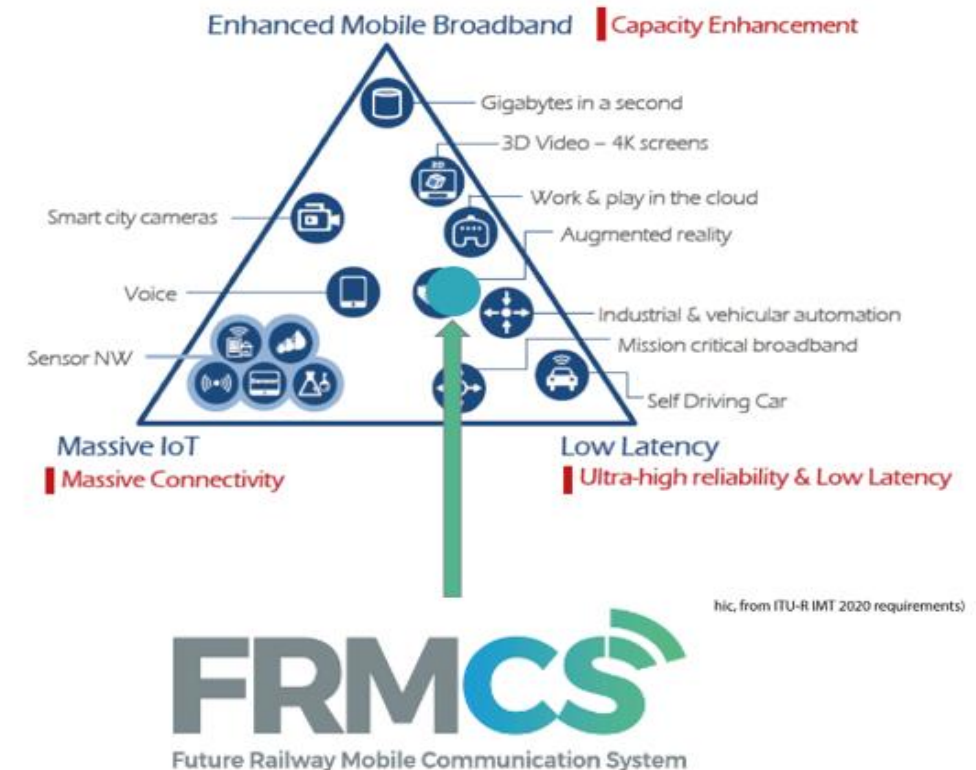 Enhanced Mobile Broadband
Capacity Enhancement
Gigabytes in a second
3D Video – 4K screens
Work & play in the cloud
Smart city cameras
Augmented reality
Voice
Industrial & vehicular automation
Mission critical broadband
Sensor NW
Self Driving Car
Massive IoT
Low Latency
Massive Connectivity
Ultra-high reliability & Low Latency
hic, from ITU-R IMT 2020 requirements)
FRMCS
Future Railway Mobile Communication System